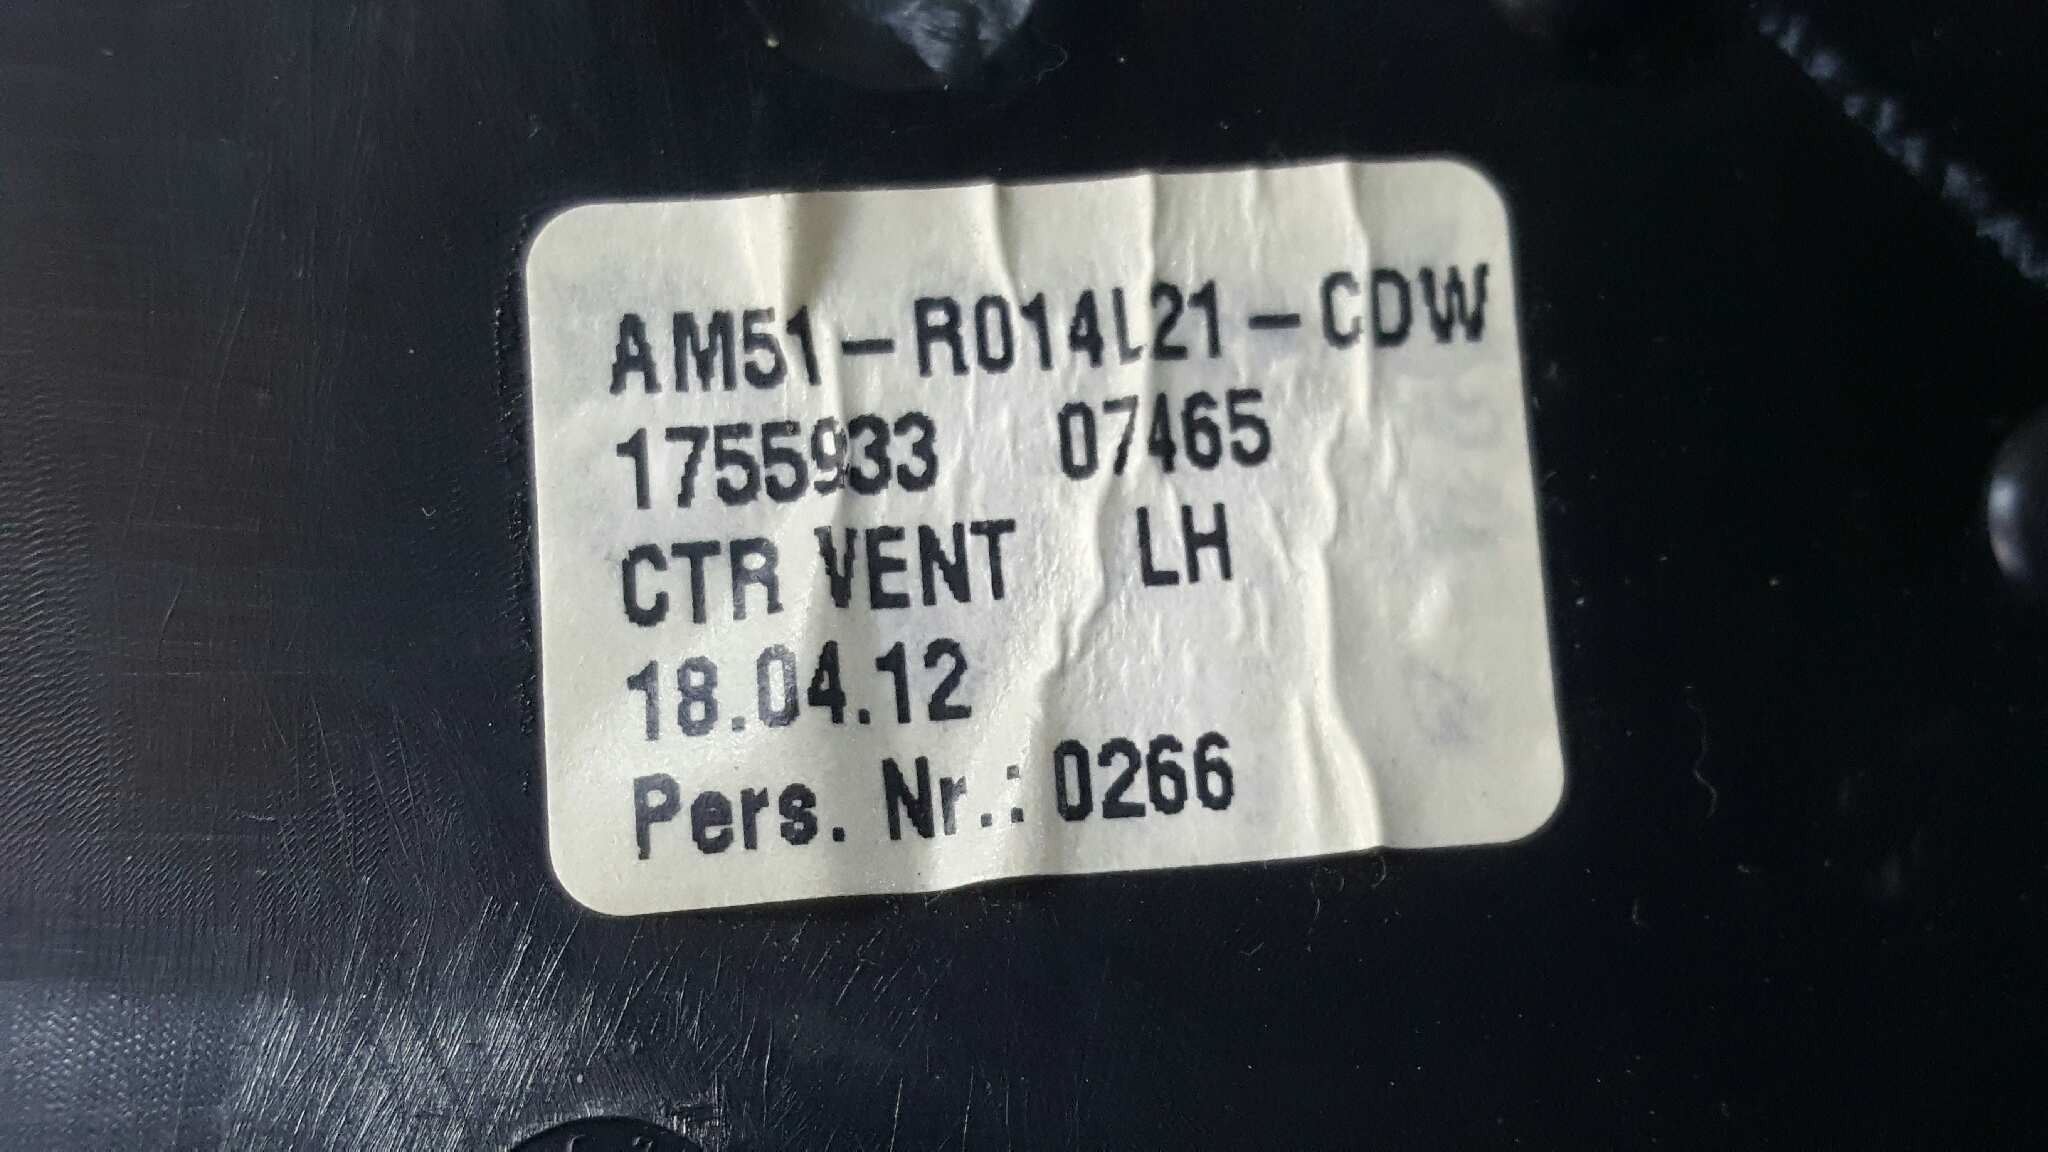 AM51-R014L21-CDW
1755933 07465
CTR VENT LH
18.04.12
Pers. Nr.: 0266